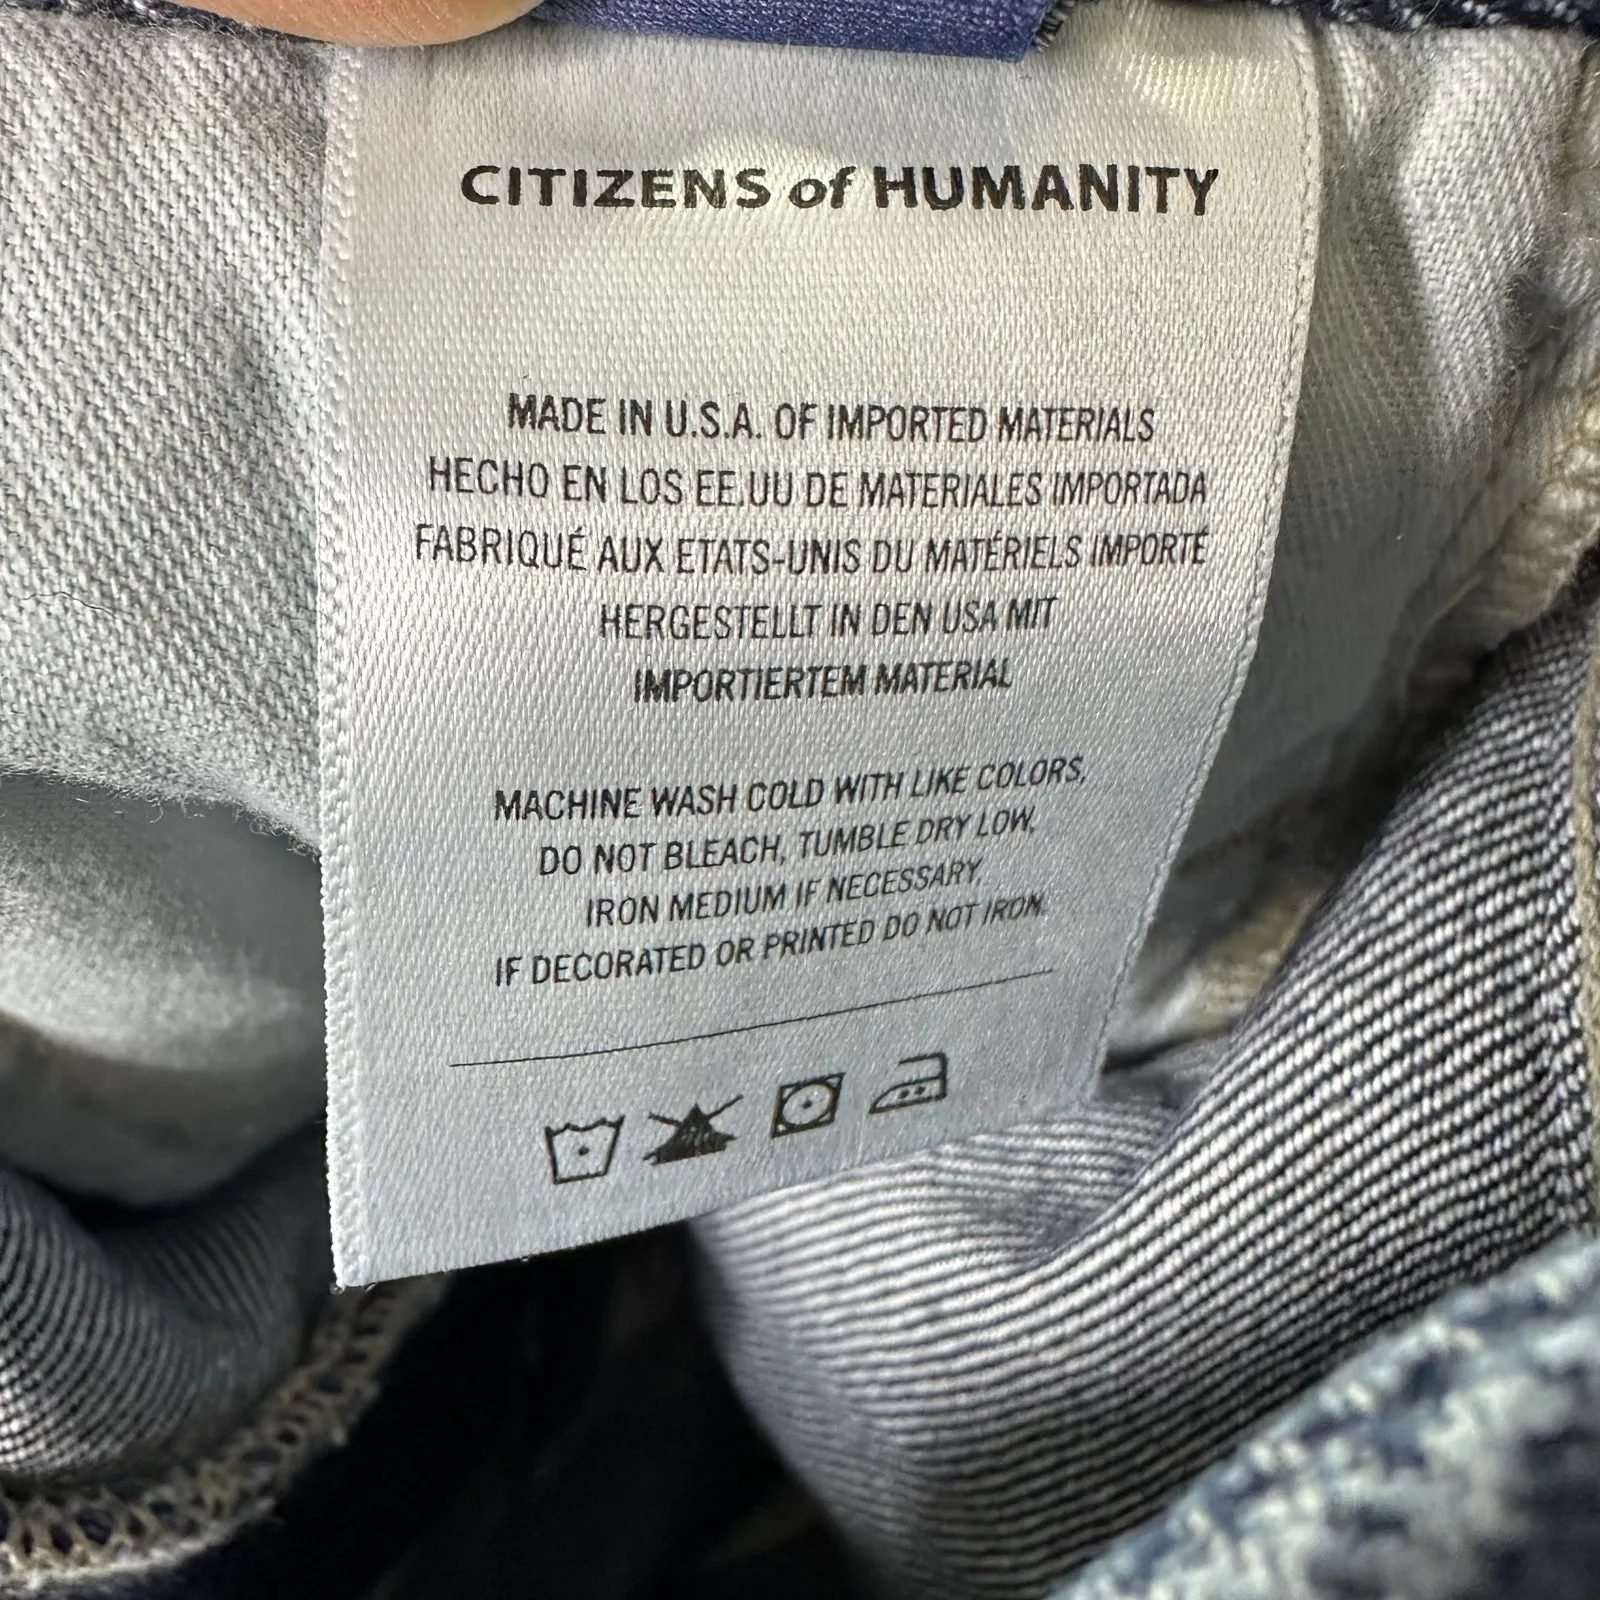 CITIZENS of HUMANITY
MADE IN U.S.A. OF IMPORTED MATERIALS
HECHO EN LOS EE.UU DE MATERIALES IMPORTADA
FABRIQUÉ AUX ETATS-UNIS DU MATÉRIELS IMPORTÉ
HERGESTELLT IN DEN USA MIT
IMPORTIERTEM MATERIAL
MACHINE WASH COLD WITH LIKE COLORS,
DO NOT BLEACH, TUMBLE DRY LOW,
IRON MEDIUM IF NECESSARY,
IF DECORATED OR PRINTED DO NOT IRON.